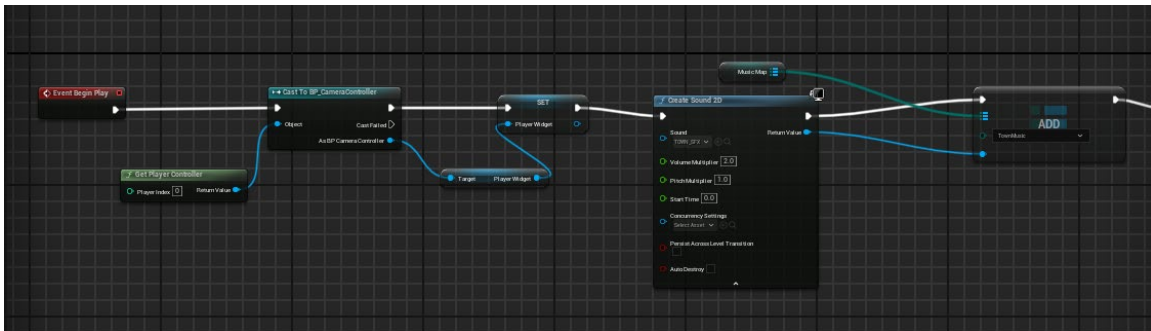 Event Begin Play
Cast To BP_CameraController
Object
Cast Failed
As BP Camera Controller
Get Player Controller
Player Index 0
Return Value
Target Player Widget
SET
Player Widget
Music Map
Create Sound 2D
Sound
Return Value
TOWN_SFX
Volume Multiplier 2.0
Pitch Multiplier 1.0
Start Time 0.0
Concurrency Settings
Select Asset
Persist Across Level Transition
Auto Destroy
ADD
TownMusic